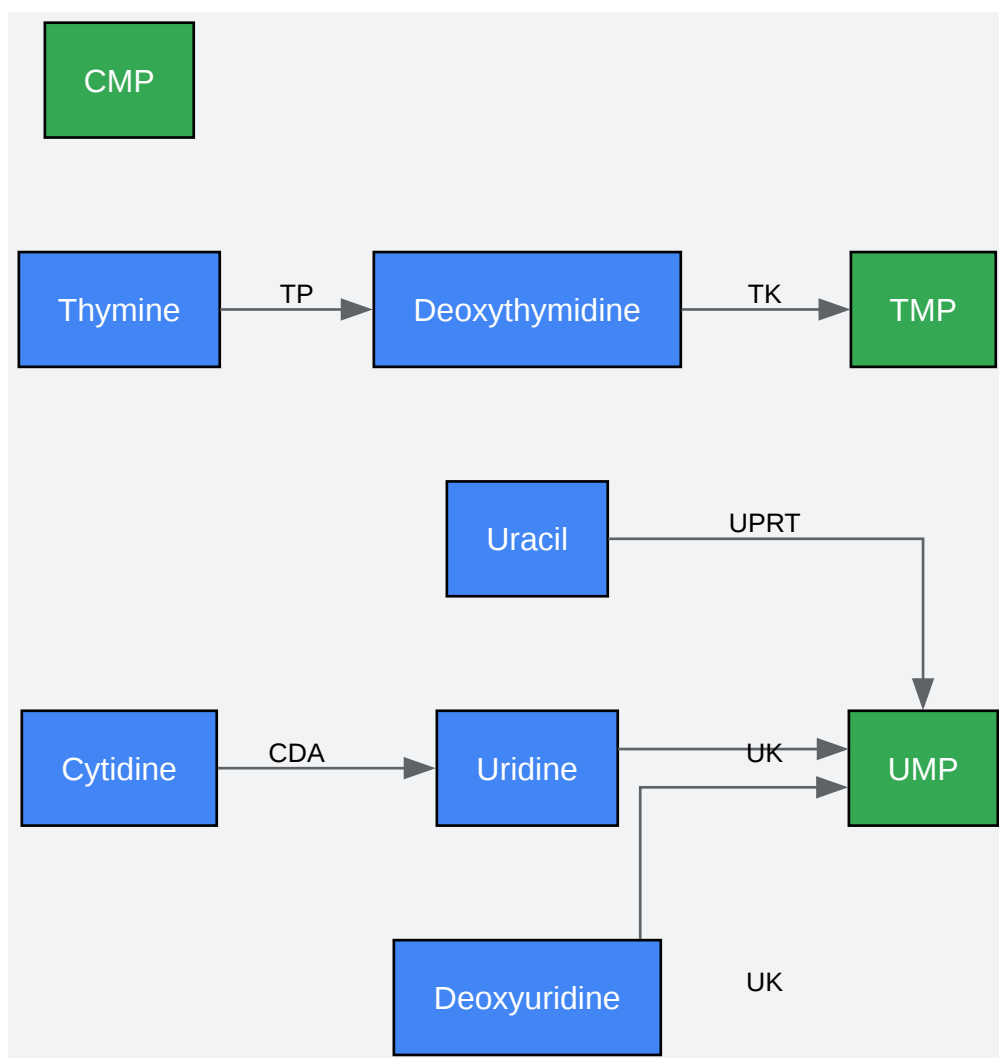 CMP
Thymine
TP
Deoxythymidine
TK
TMP
Uracil
UPRT
Cytidine
CDA
Uridine
UK
UMP
Deoxyuridine
UK